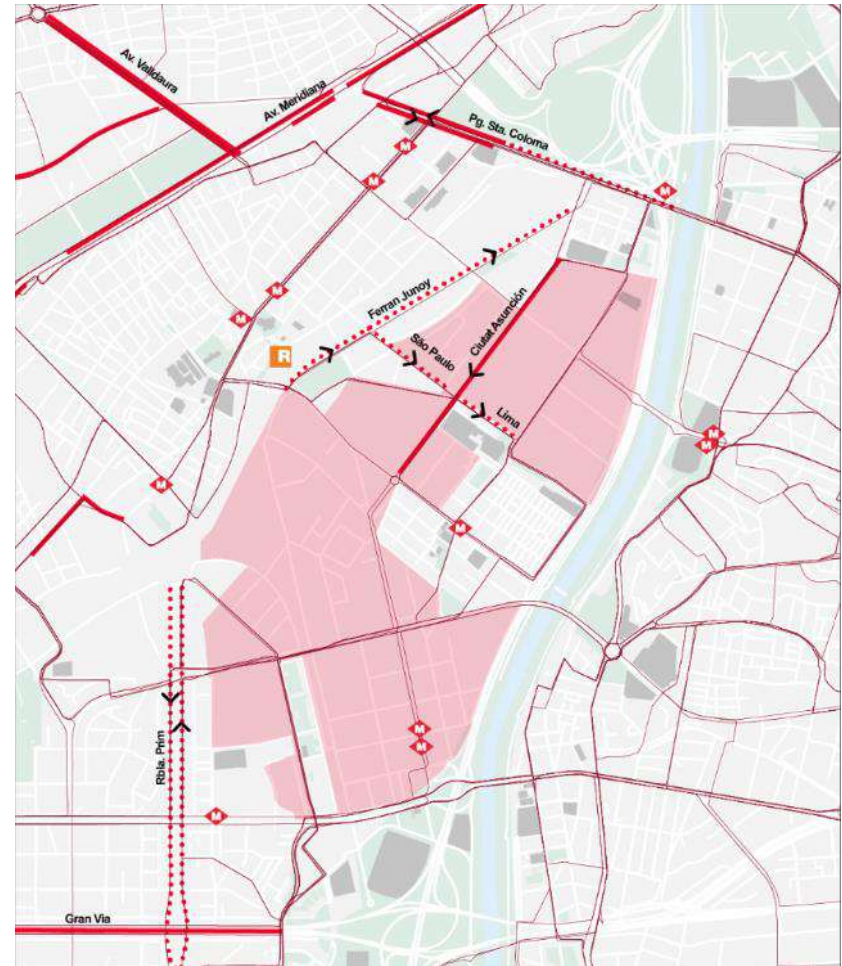 Av. Valldaura
Av. Meridiana
Pg. Sta. Coloma
M
M
M
Ferran Junoy
Ciutat Asunción
M
M
São Paulo
R
Lima
M
M
M
M
M
M
Rbla. Prim
M
Gran Via